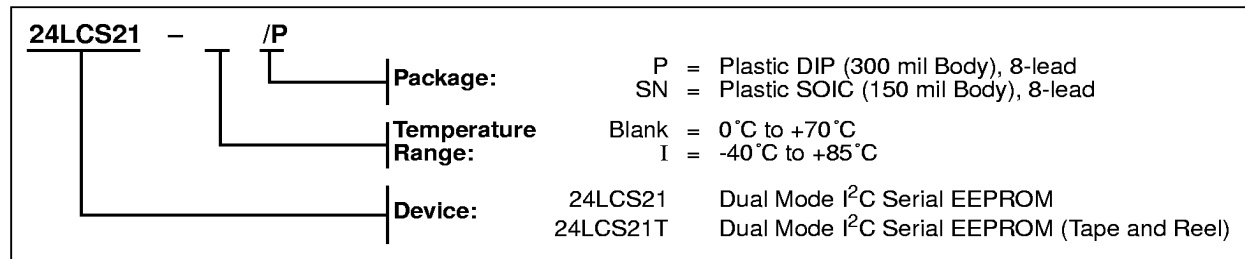 24LCS21 – _ /P
Package: P = Plastic DIP (300 mil Body), 8-lead
SN = Plastic SOIC (150 mil Body), 8-lead
Temperature Blank = 0˚C to +70˚C
Range: I = -40˚C to +85˚C
Device: 24LCS21 Dual Mode I²C Serial EEPROM
24LCS21T Dual Mode I²C Serial EEPROM (Tape and Reel)